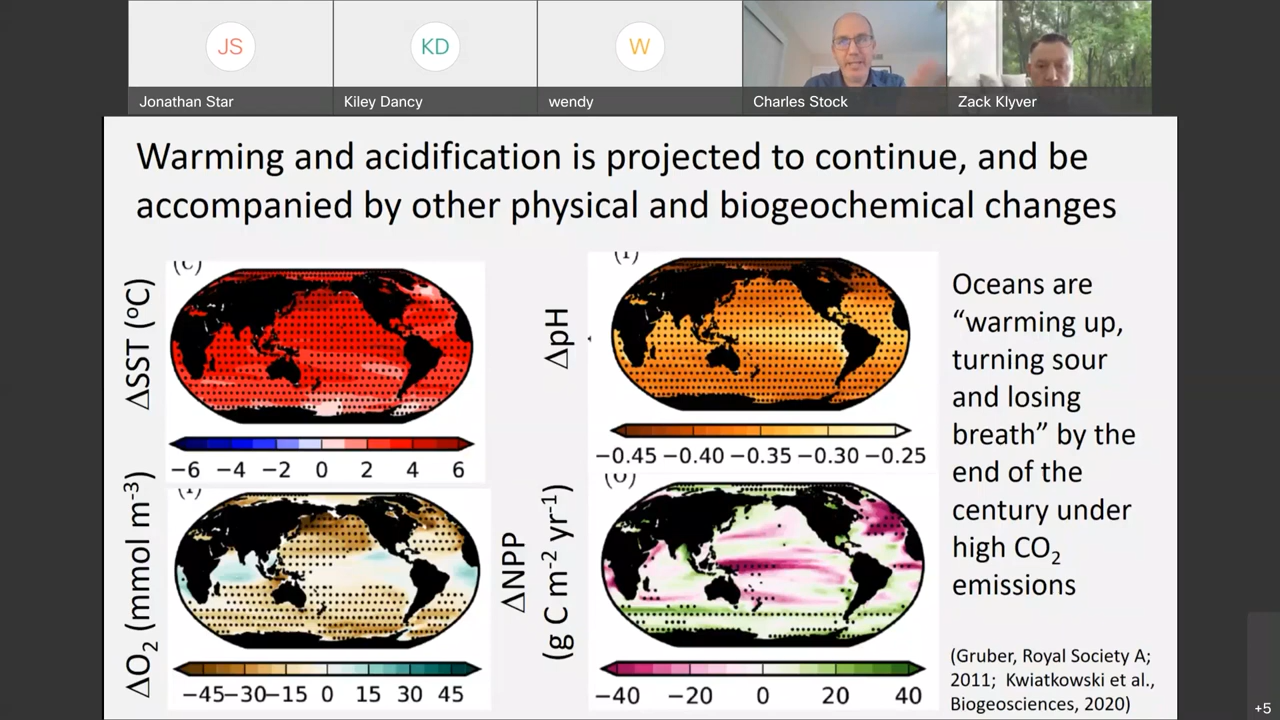 JS
KD
W
Jonathan Star
Kiley Dancy
wendy
Charles Stock
Zack Klyver
Warming and acidification is projected to continue, and be
accompanied by other physical and biogeochemical changes
ΔSST (°C)
−6 −4 −2 0 2 4 6
ΔpH
−0.45 −0.40 −0.35 −0.30 −0.25
ΔO₂ (mmol m⁻³)
−45−30−15 0 15 30 45
ΔNPP
(g C m⁻² yr⁻¹)
−40 −20 0 20 40
Oceans are
“warming up,
turning sour
and losing
breath” by the
end of the
century under
high CO₂
emissions
(Gruber, Royal Society A;
2011; Kwiatkowski et al.,
Biogeosciences, 2020)
+5